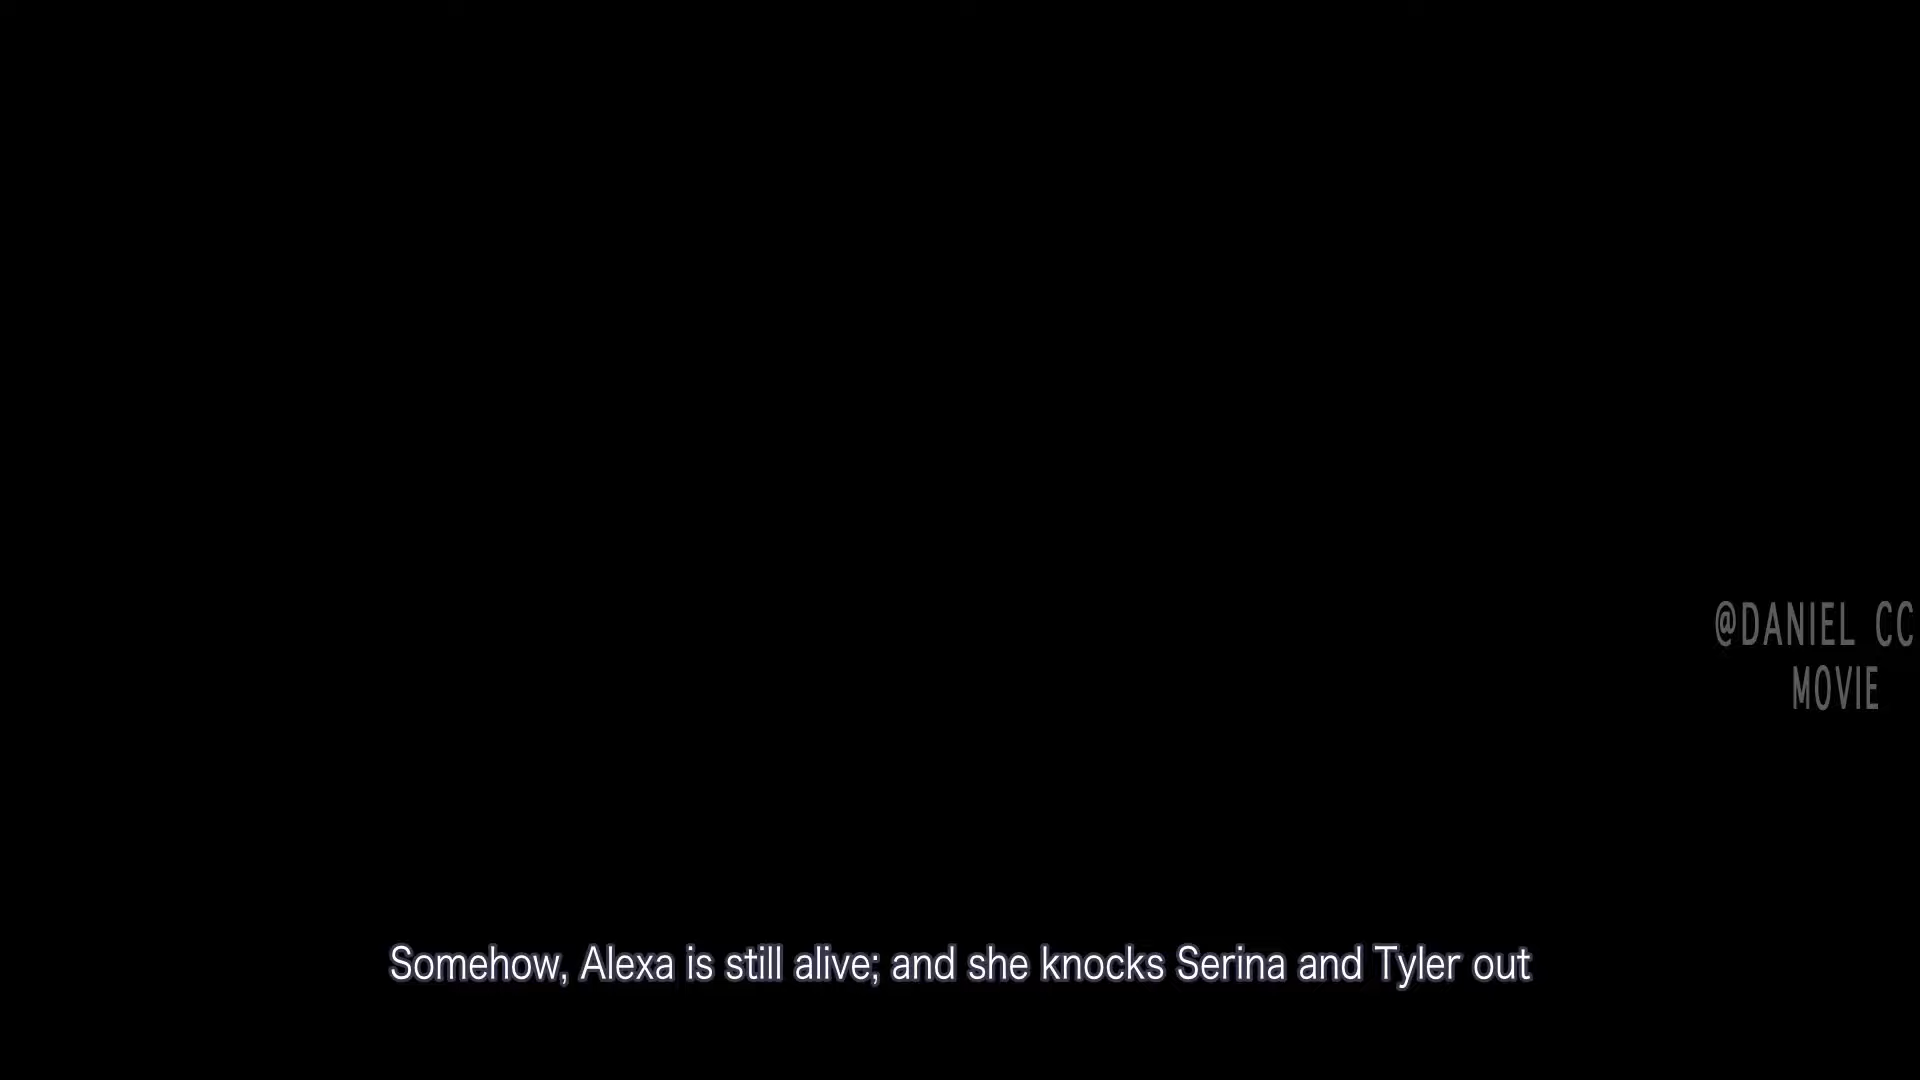 @DANIEL CC
MOVIE
Somehow, Alexa is still alive; and she knocks Serina and Tyler out